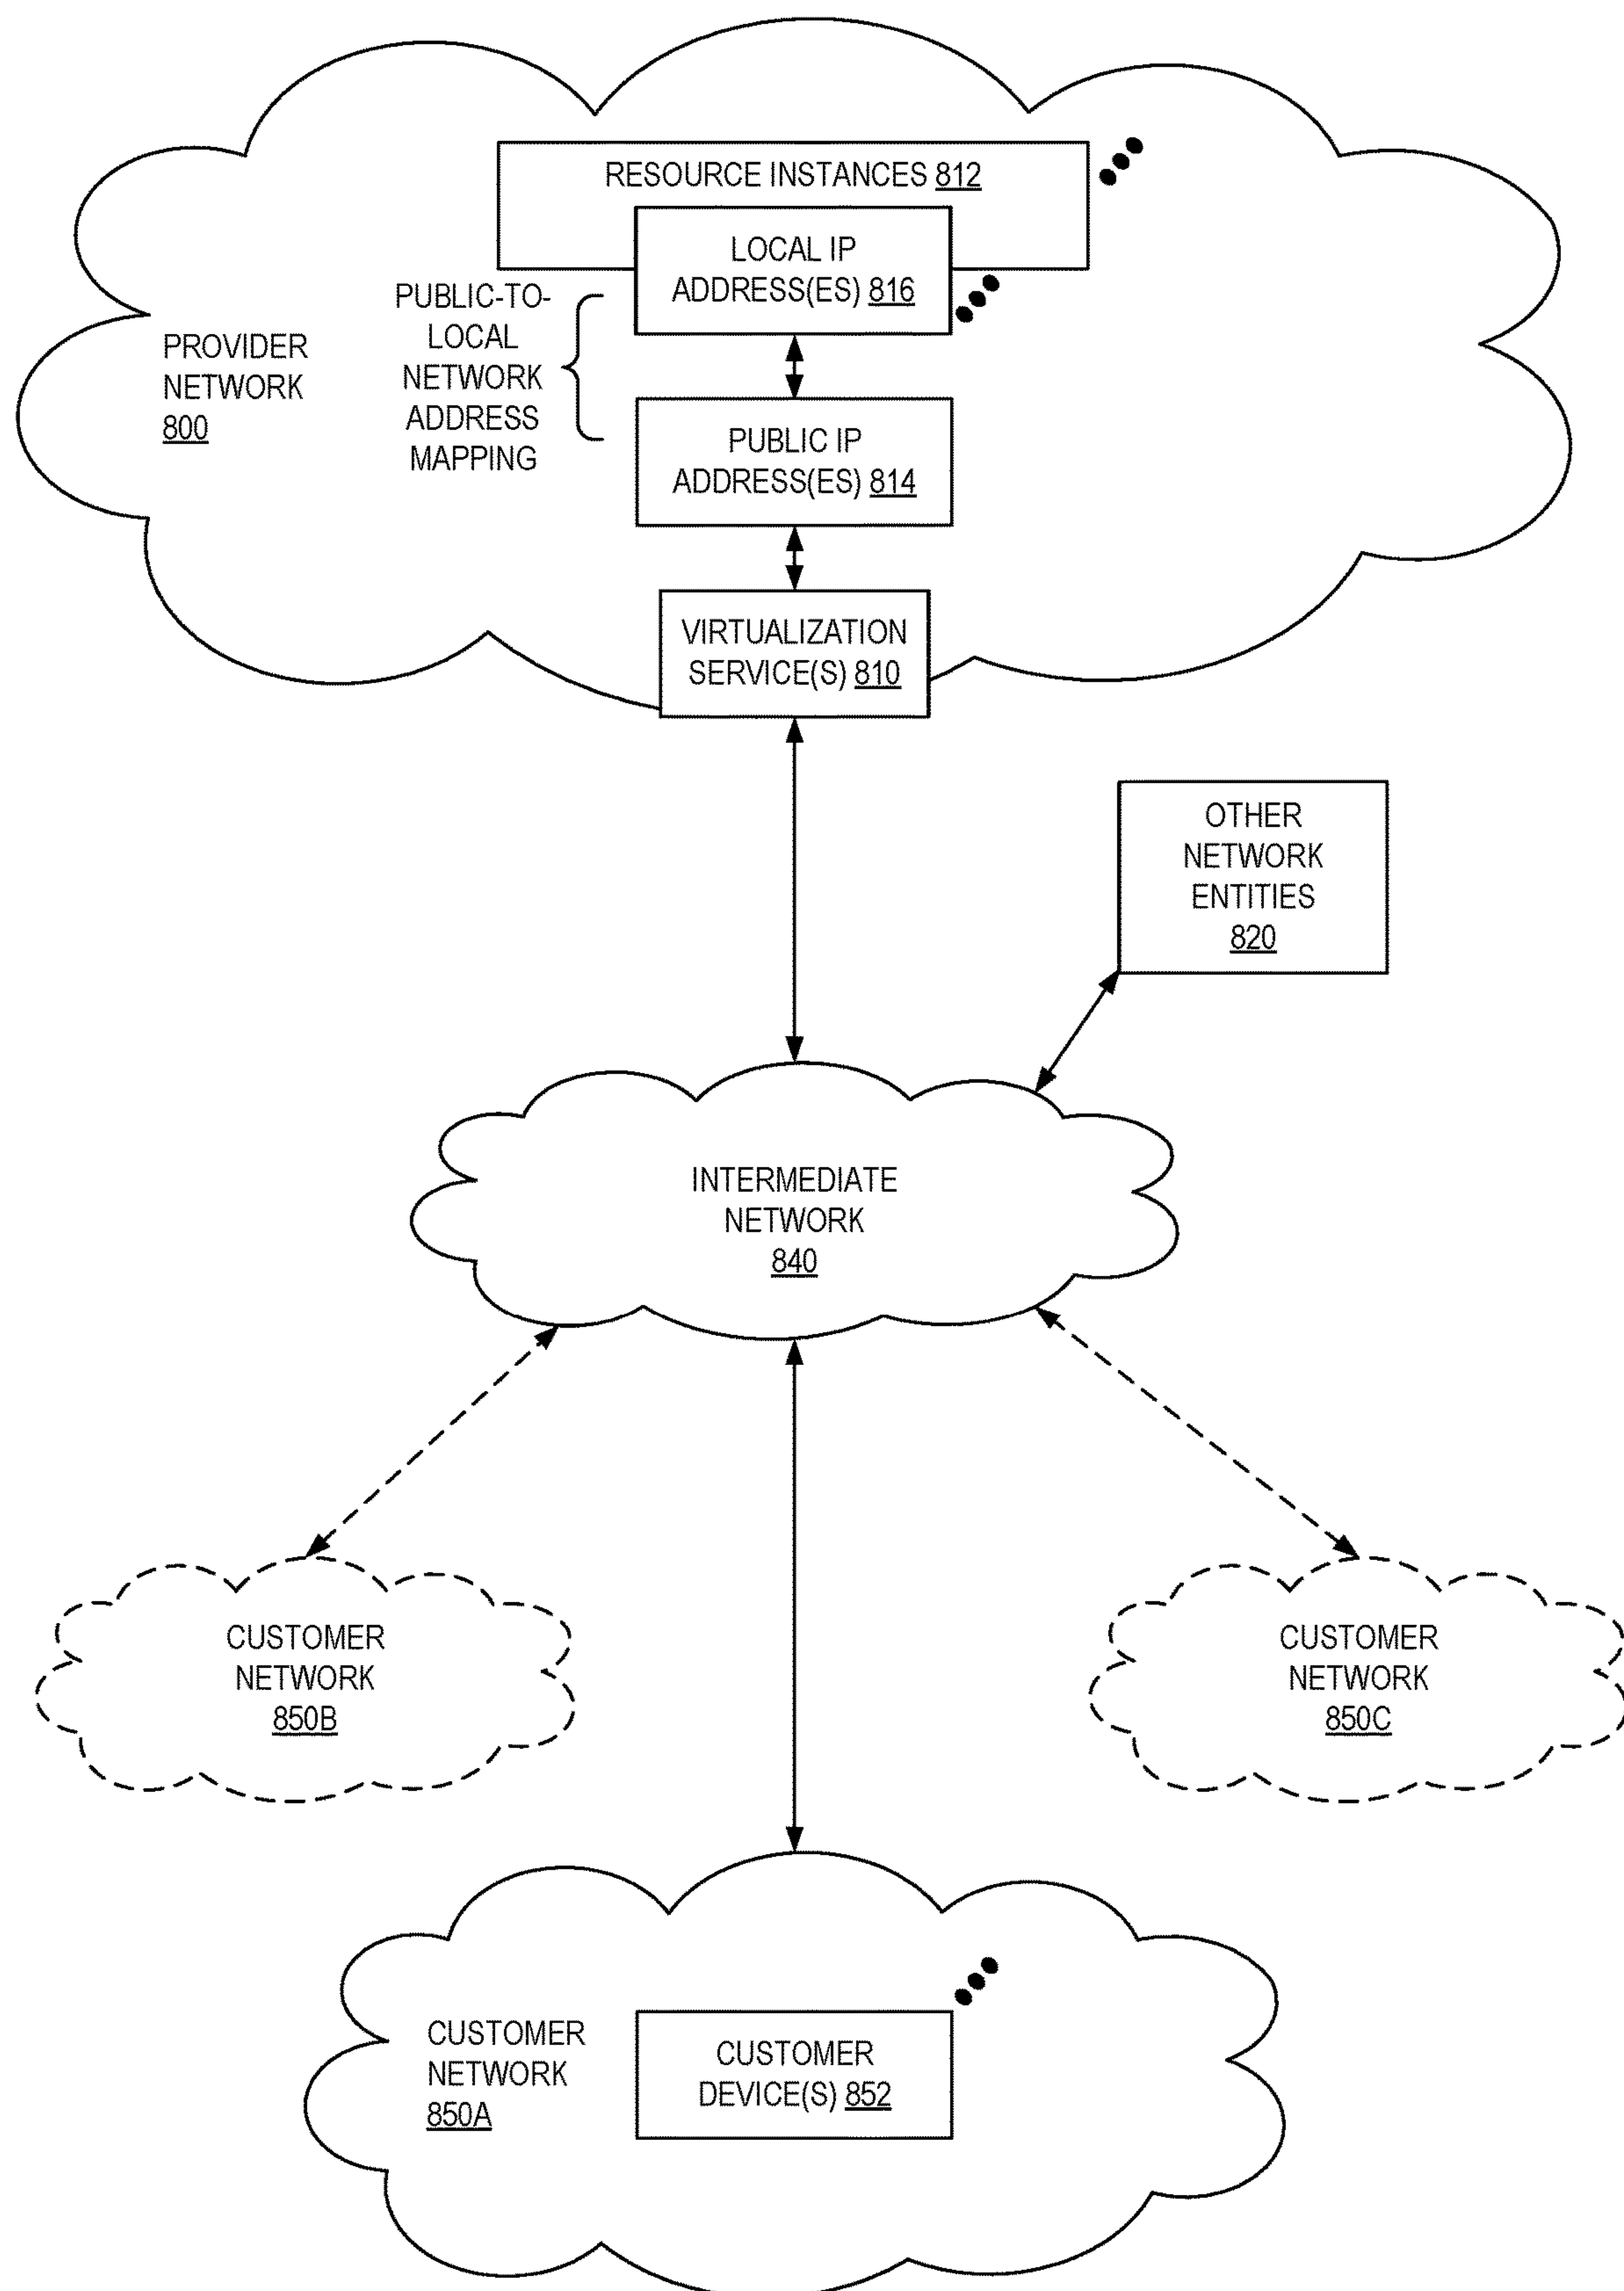 RESOURCE INSTANCES 812
LOCAL IP
ADDRESS(ES) 816
PUBLIC-TO-
LOCAL
NETWORK
ADDRESS
MAPPING
PROVIDER
NETWORK
800
PUBLIC IP
ADDRESS(ES) 814
VIRTUALIZATION
SERVICE(S) 810
OTHER
NETWORK
ENTITIES
820
INTERMEDIATE
NETWORK
840
CUSTOMER
NETWORK
850B
CUSTOMER
NETWORK
850C
CUSTOMER
NETWORK
850A
CUSTOMER
DEVICE(S) 852